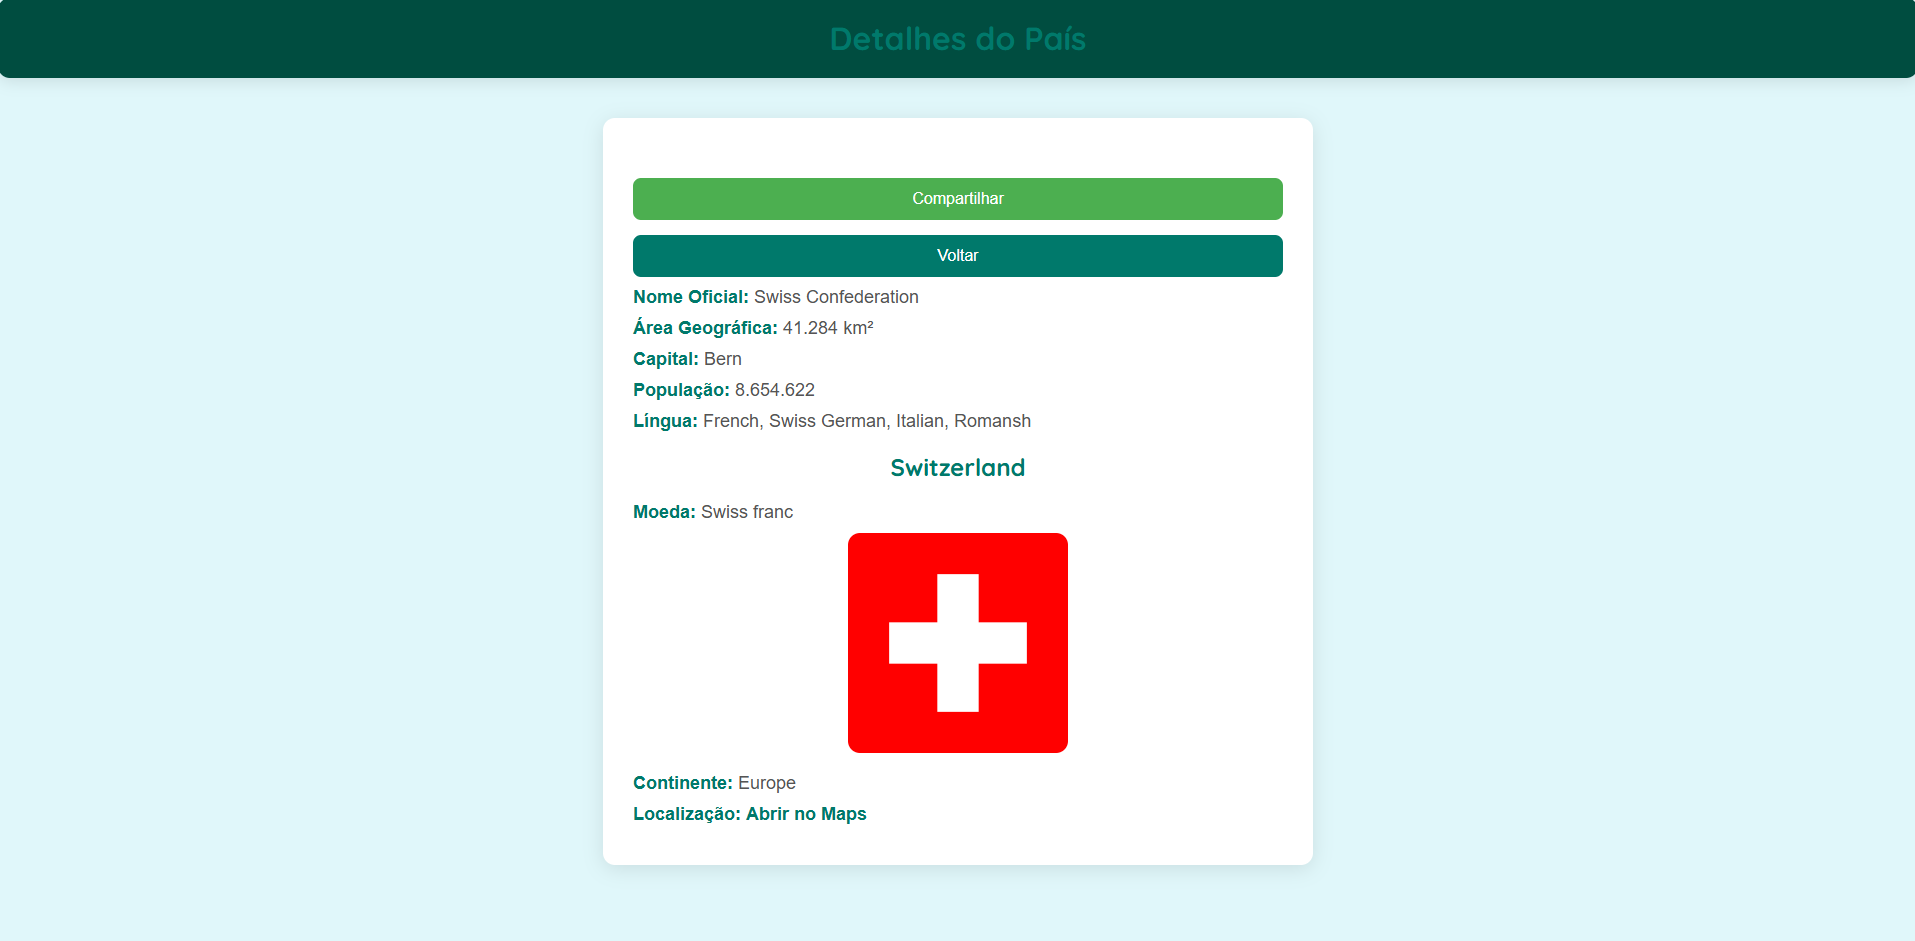 Detalhes do País
Compartilhar
Voltar
Nome Oficial: Swiss Confederation
Área Geográfica: 41.284 km²
Capital: Bern
População: 8.654.622
Língua: French, Swiss German, Italian, Romansh
Switzerland
Moeda: Swiss franc
Continente: Europe
Localização: Abrir no Maps